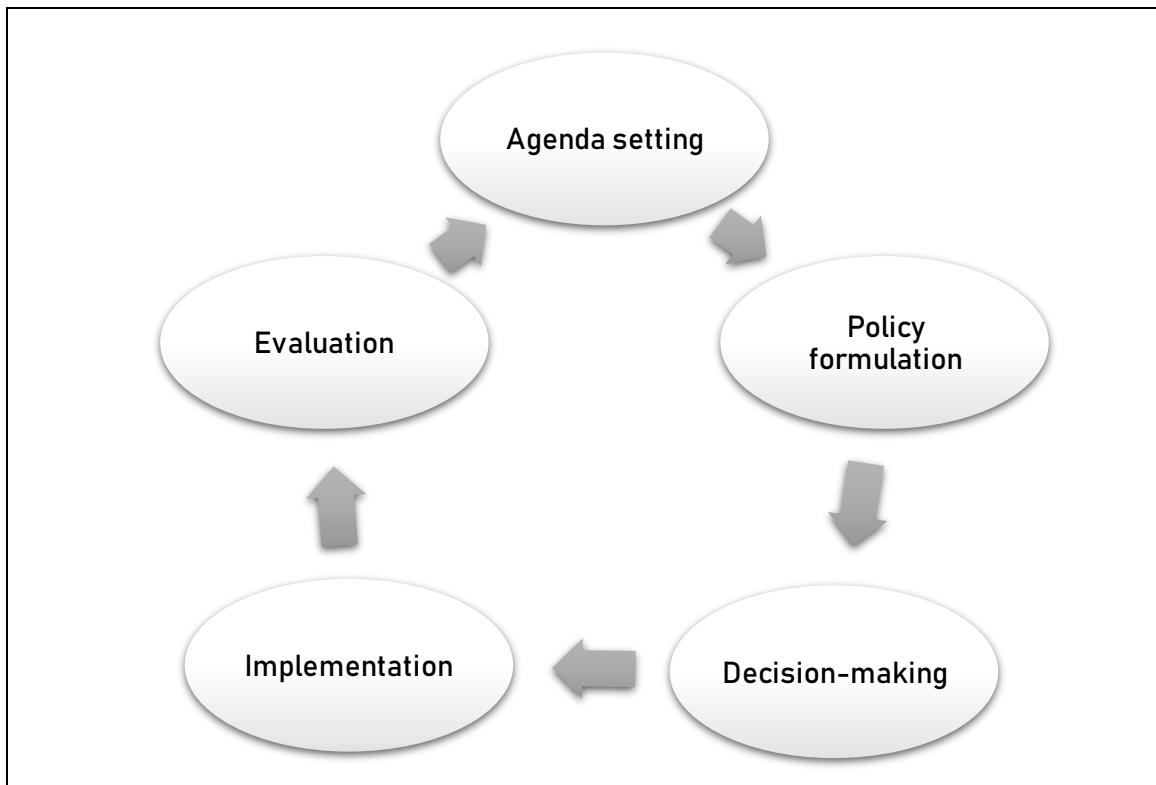 Agenda setting
Policy
formulation
Decision-making
Implementation
Evaluation